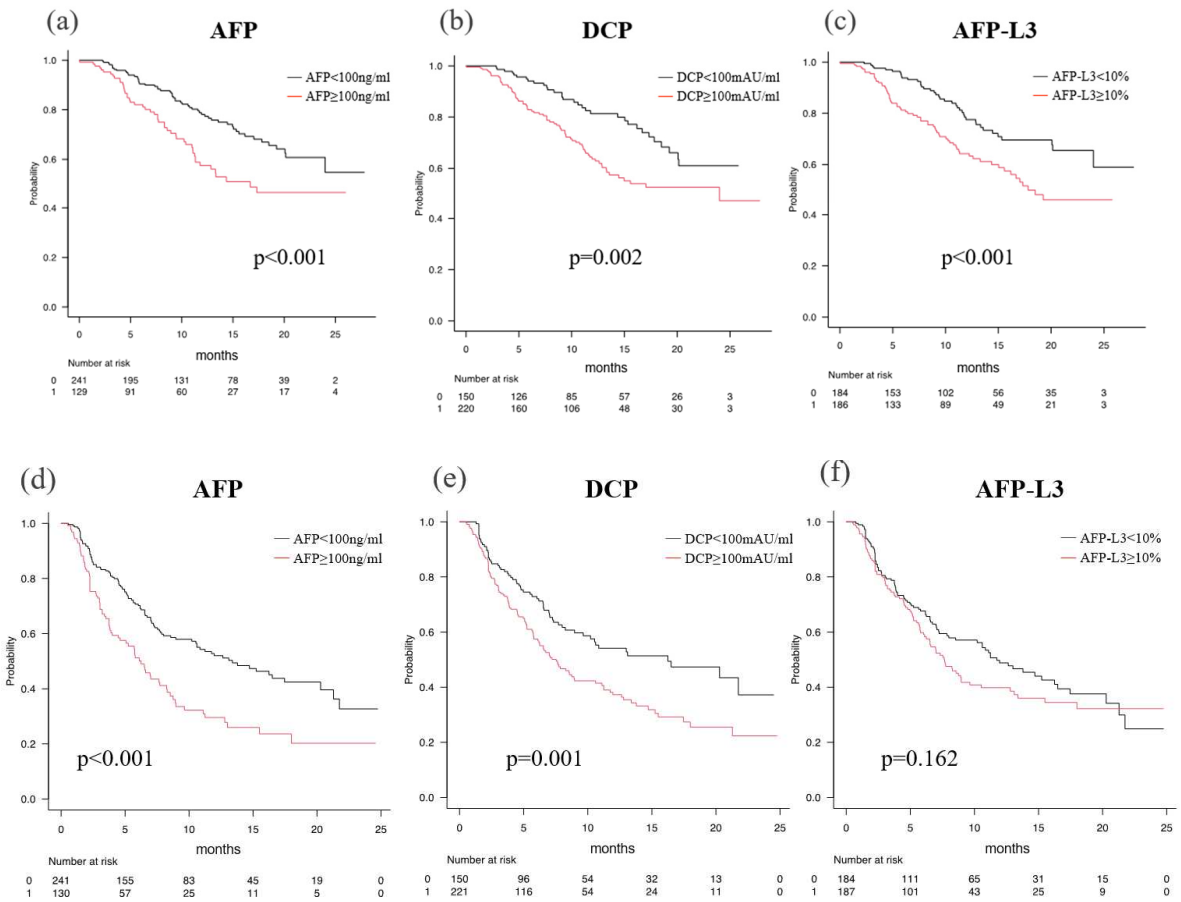 (a) AFP
AFP<100ng/ml
AFP≥100ng/ml
1.0
0.8
0.6
0.4
0.2
0.0
Probability
p<0.001
0 5 10 15 20 25
months
Number at risk
0 241 195 131 78 39 2
1 129 91 60 27 17 4
(b) DCP
DCP<100mAU/ml
DCP≥100mAU/ml
1.0
0.8
0.6
0.4
0.2
0.0
Probability
p=0.002
0 5 10 15 20 25
months
Number at risk
0 150 126 85 57 26 3
1 220 160 106 48 30 3
(c) AFP-L3
AFP-L3<10%
AFP-L3≥10%
1.0
0.8
0.6
0.4
0.2
0.0
Probability
p<0.001
0 5 10 15 20 25
months
Number at risk
0 184 153 102 56 35 3
1 186 133 89 49 21 3
(d) AFP
AFP<100ng/ml
AFP≥100ng/ml
1.0
0.8
0.6
0.4
0.2
0.0
Probability
p<0.001
0 5 10 15 20 25
months
Number at risk
0 241 155 83 45 19 0
1 130 57 25 11 5 0
(e) DCP
DCP<100mAU/ml
DCP≥100mAU/ml
1.0
0.8
0.6
0.4
0.2
0.0
Probability
p=0.001
0 5 10 15 20 25
months
Number at risk
0 150 96 54 32 13 0
1 221 116 54 24 11 0
(f) AFP-L3
AFP-L3<10%
AFP-L3≥10%
1.0
0.8
0.6
0.4
0.2
0.0
Probability
p=0.162
0 5 10 15 20 25
months
Number at risk
0 184 111 65 31 15 0
1 187 101 43 25 9 0